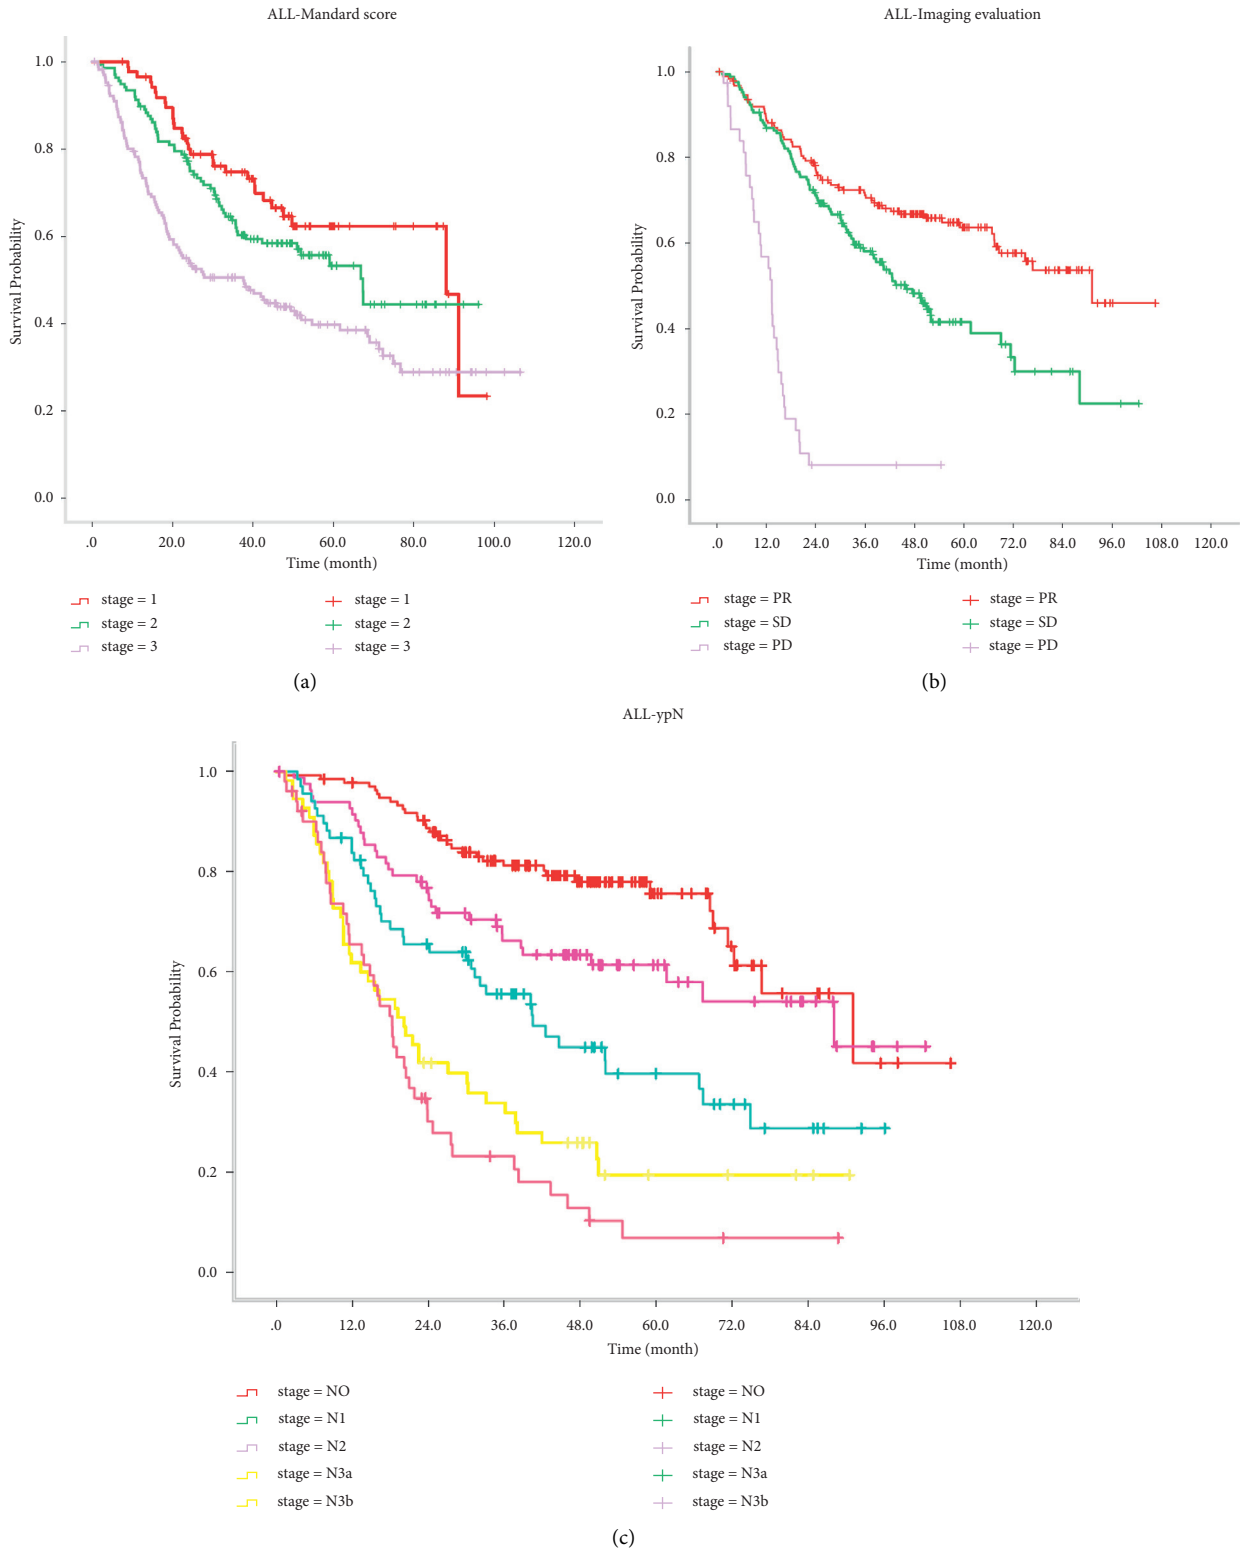 ALL-Mandard score
Survival Probability
1.0
0.8
0.6
0.4
0.2
0.0
.0 20.0 40.0 60.0 80.0 100.0 120.0
Time (month)
stage = 1 stage = 1
stage = 2 stage = 2
stage = 3 stage = 3
(a)
ALL-Imaging evaluation
Survival Probability
1.0
0.8
0.6
0.4
0.2
0.0
.0 12.0 24.0 36.0 48.0 60.0 72.0 84.0 96.0 108.0 120.0
Time (month)
stage = PR stage = PR
stage = SD stage = SD
stage = PD stage = PD
(b)
ALL-ypN
Survival Probability
1.0
0.8
0.6
0.4
0.2
0.0
.0 12.0 24.0 36.0 48.0 60.0 72.0 84.0 96.0 108.0 120.0
Time (month)
stage = NO stage = NO
stage = N1 stage = N1
stage = N2 stage = N2
stage = N3a stage = N3a
stage = N3b stage = N3b
(c)